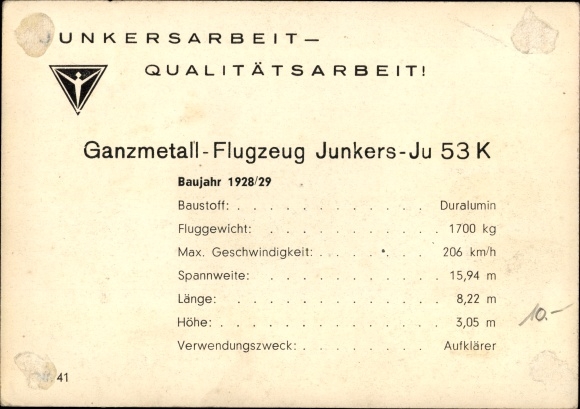 JUNKERSARBEIT —
QUALITÄTSARBEIT!
Ganzmetall-Flugzeug Junkers-Ju 53 K
Baujahr 1928/29
Baustoff: . . . . . . . . . . . . Duralumin
Fluggewicht: . . . . . . . . . . . . 1700 kg
Max. Geschwindigkeit: . . . . . . . 206 km/h
Spannweite: . . . . . . . . . . . 15,94 m
Länge: . . . . . . . . . . . . 8,22 m
Höhe: . . . . . . . . . . . . 3,05 m
Verwendungszweck: . . . . . . . . Aufklärer
10.-
41